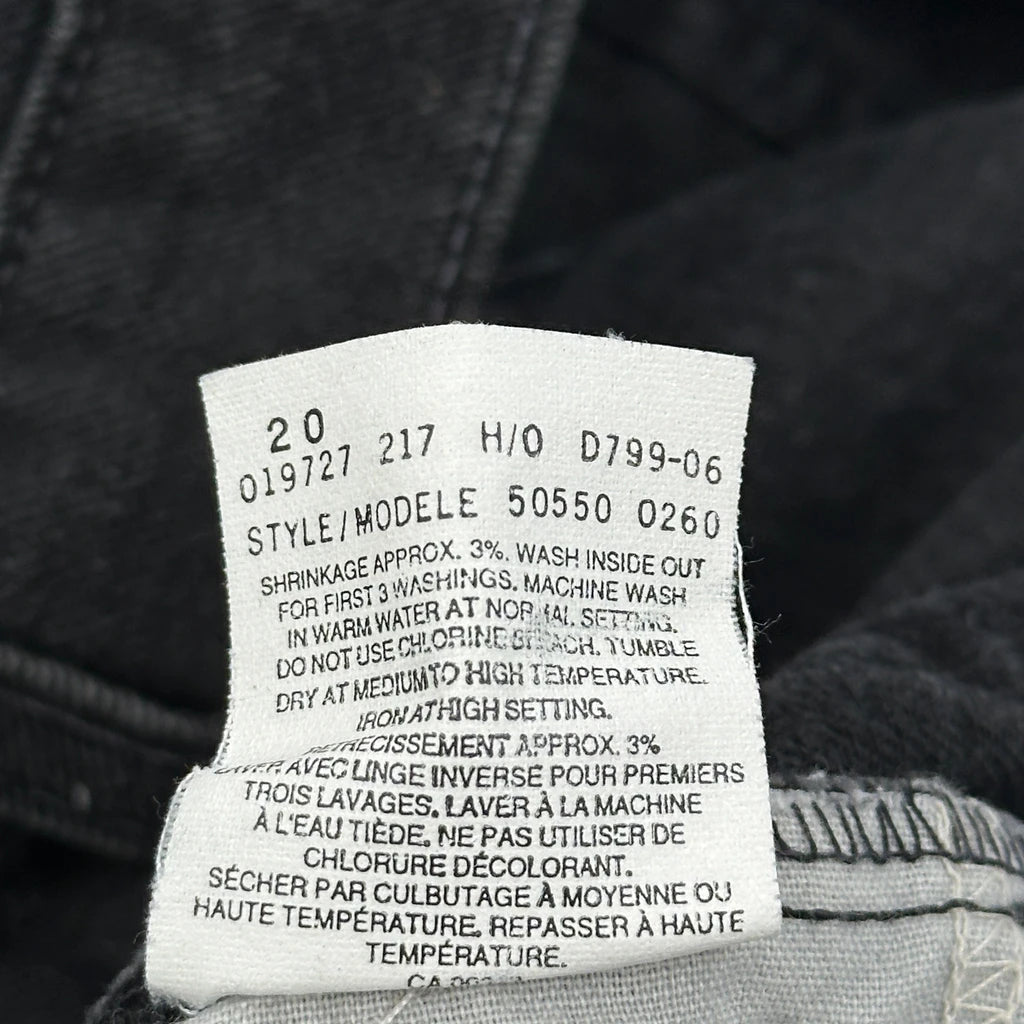 20
019727 217 H/O D799-06
STYLE/MODELE 50550 0260
SHRINKAGE APPROX. 3%. WASH INSIDE OUT
FOR FIRST 3 WASHINGS. MACHINE WASH
IN WARM WATER AT NORMAL SETTING.
DO NOT USE CHLORINE BLEACH. TUMBLE
DRY AT MEDIUM TO HIGH TEMPERATURE.
IRON AT HIGH SETTING.
RETRECISSEMENT APPROX. 3%
LAVER AVEC LINGE INVERSE POUR PREMIERS
TROIS LAVAGES. LAVER À LA MACHINE
À L'EAU TIÈDE. NE PAS UTILISER DE
CHLORURE DÉCOLORANT.
SÉCHER PAR CULBUTAGE À MOYENNE OU
HAUTE TEMPÉRATURE. REPASSER À HAUTE
TEMPÉRATURE.
CA